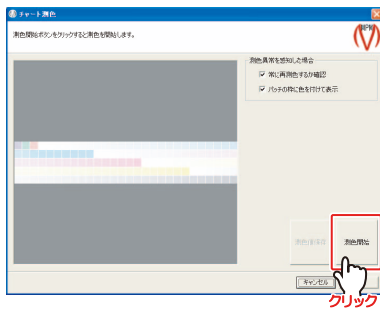 チャート測色
測色開始ボタンをクリックすると測色を開始します。
測色異常を感知した場合
常に再測色するか確認
パッチの枠に色を付けて表示
測色開始
キャンセル
クリック